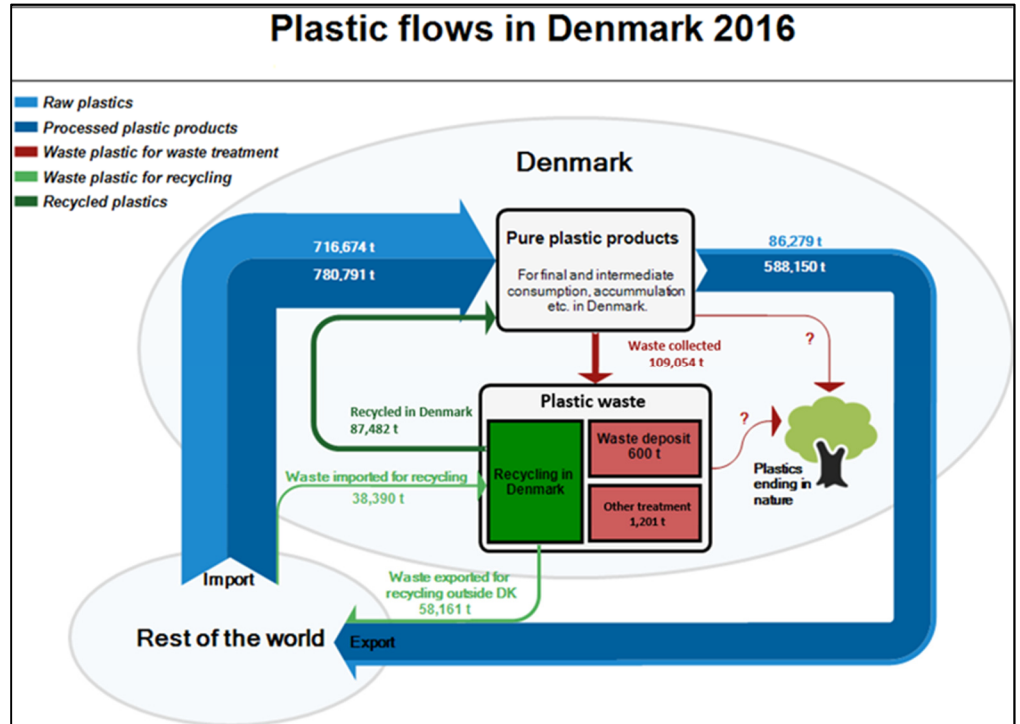 Plastic flows in Denmark 2016
Raw plastics
Processed plastic products
Waste plastic for waste treatment
Waste plastic for recycling
Recycled plastics
Denmark
716,674 t
780,791 t
Pure plastic products
For final and intermediate
consumption, accummulation
etc. in Denmark.
86,279 t
588,150 t
Waste collected
109,054 t
?
Plastic waste
Recycling in
Denmark
Waste deposit
600 t
Other treatment
1,201 t
?
Plastics
ending in
nature
Recycled in Denmark
87,482 t
Waste imported for recycling
38,390 t
Waste exported for
recycling outside DK
58,161 t
Import
Rest of the world
Export